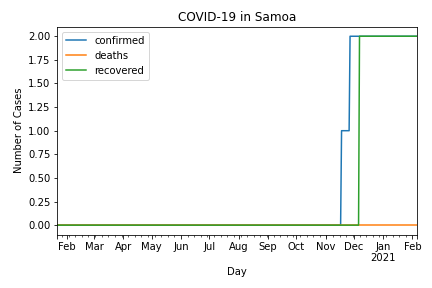 COVID-19 in Samoa
confirmed
deaths
recovered
Number of Cases
2.00
1.75
1.50
1.25
1.00
0.75
0.50
0.25
0.00
Feb Mar Apr May Jun Jul Aug Sep Oct Nov Dec Jan Feb
2021
Day